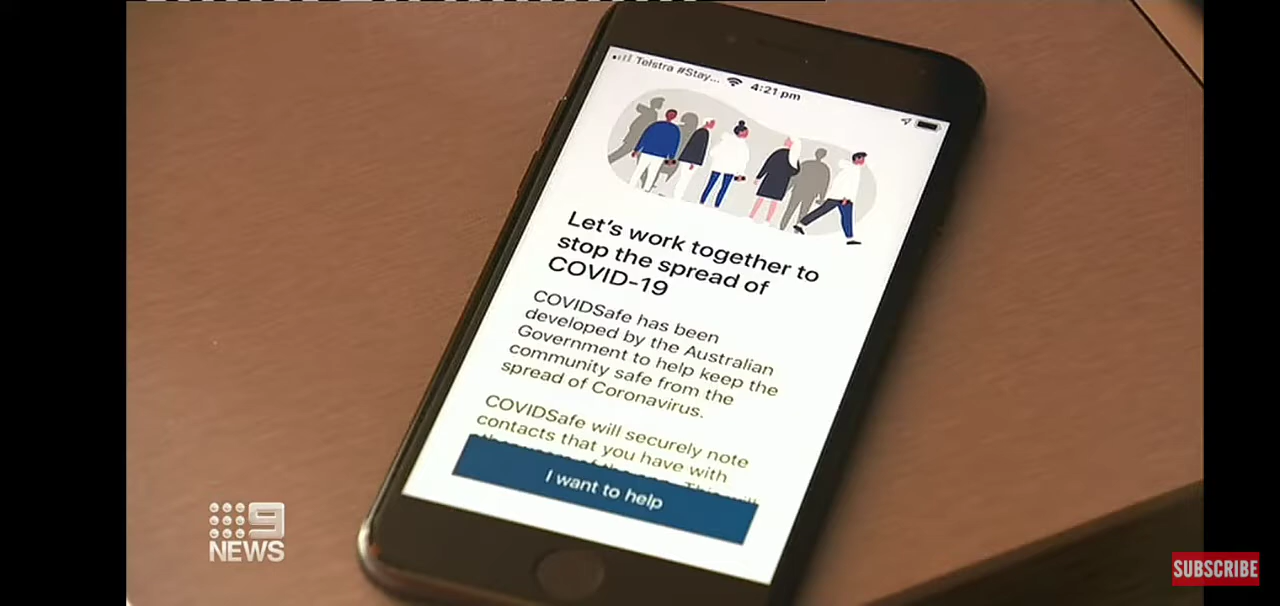 Telstra #Stay... 4:21 pm
Let's work together to
stop the spread of
COVID-19
COVIDSafe has been
developed by the Australian
Government to help keep the
community safe from the
spread of Coronavirus.
COVIDSafe will securely note
contacts that you have with
I want to help
9
NEWS
SUBSCRIBE